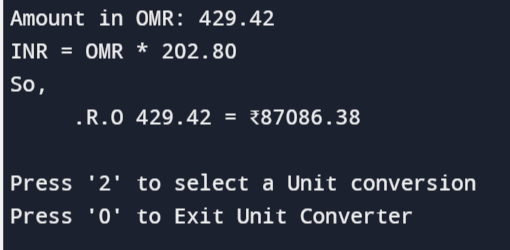 Amount in OMR: 429.42
INR = OMR * 202.80
So,
.R.O 429.42 = ₹87086.38
Press '2' to select a Unit conversion
Press '0' to Exit Unit Converter